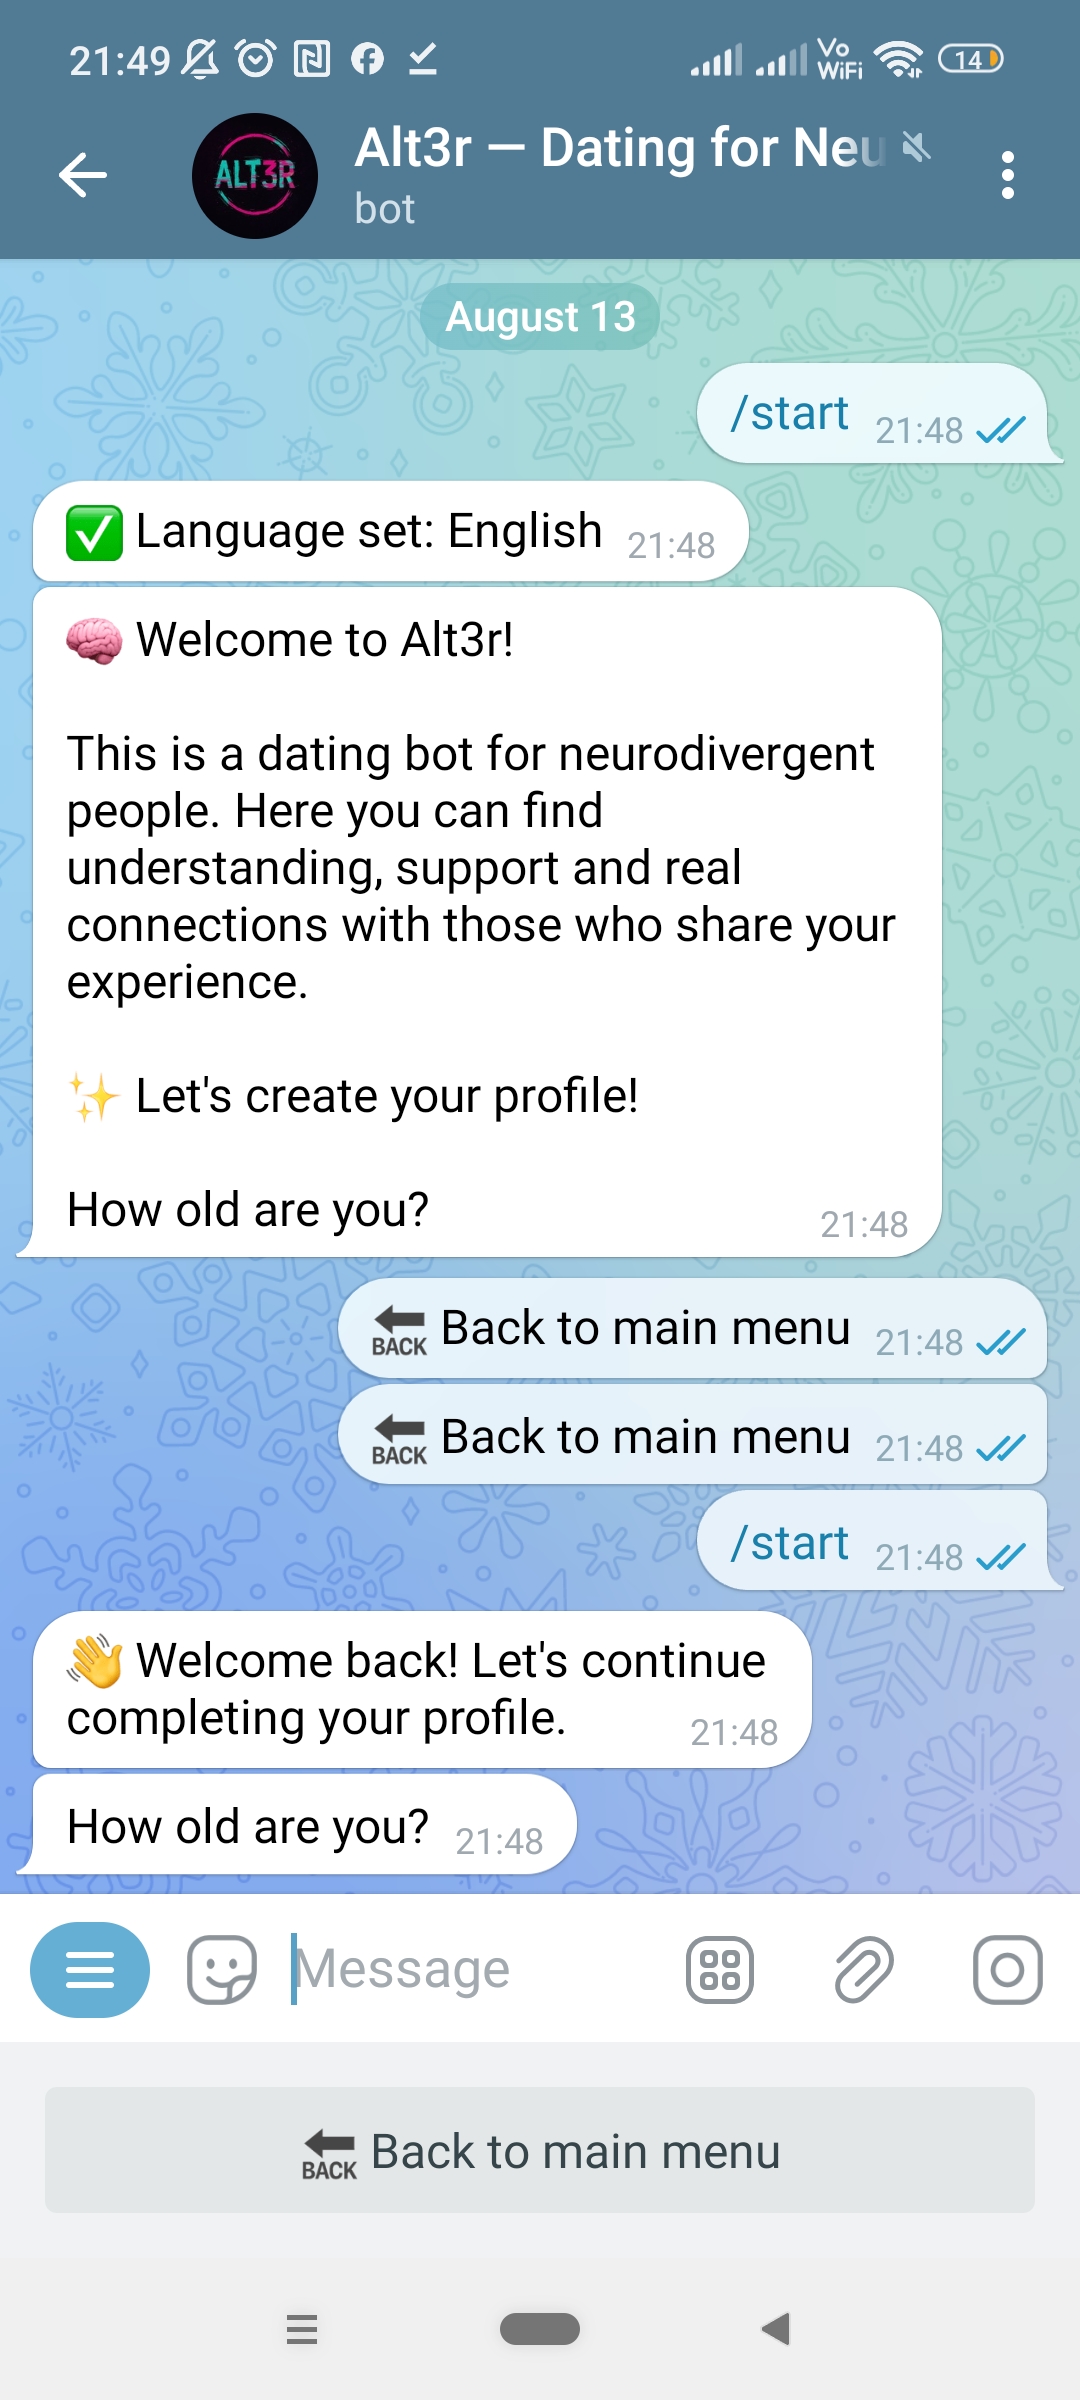 21:49
Vo
WiFi
14
ALT3R
Alt3r — Dating for Neu
bot
August 13
/start 21:48
✅ Language set: English 21:48
🧠 Welcome to Alt3r!
This is a dating bot for neurodivergent
people. Here you can find
understanding, support and real
connections with those who share your
experience.
✨ Let's create your profile!
How old are you? 21:48
🔙 Back to main menu 21:48
🔙 Back to main menu 21:48
/start 21:48
👋 Welcome back! Let's continue
completing your profile. 21:48
How old are you? 21:48
Message
🔙 Back to main menu